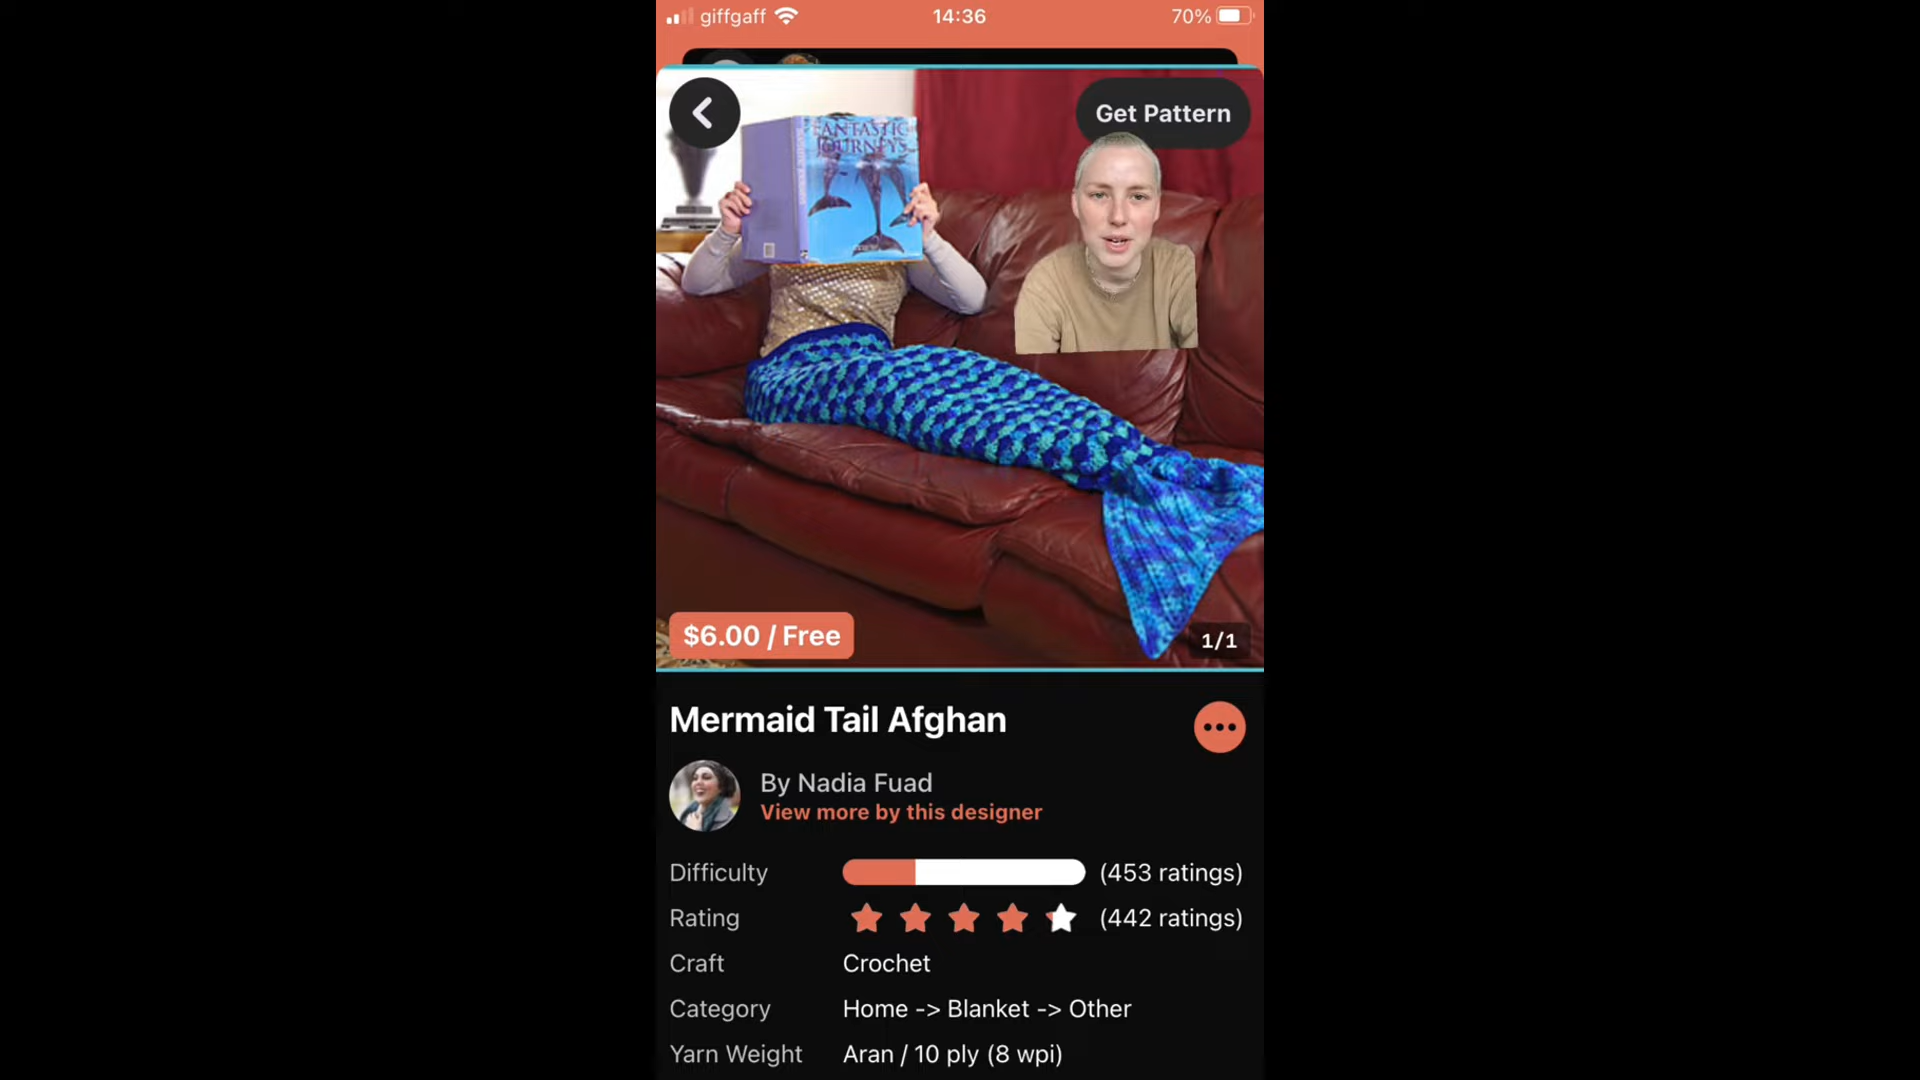 giffgaff 14:36 70%
Get Pattern
FANTASTIC
JOURNEYS
$6.00 / Free
1/1
Mermaid Tail Afghan
By Nadia Fuad
View more by this designer
Difficulty (453 ratings)
Rating (442 ratings)
Craft Crochet
Category Home -> Blanket -> Other
Yarn Weight Aran / 10 ply (8 wpi)